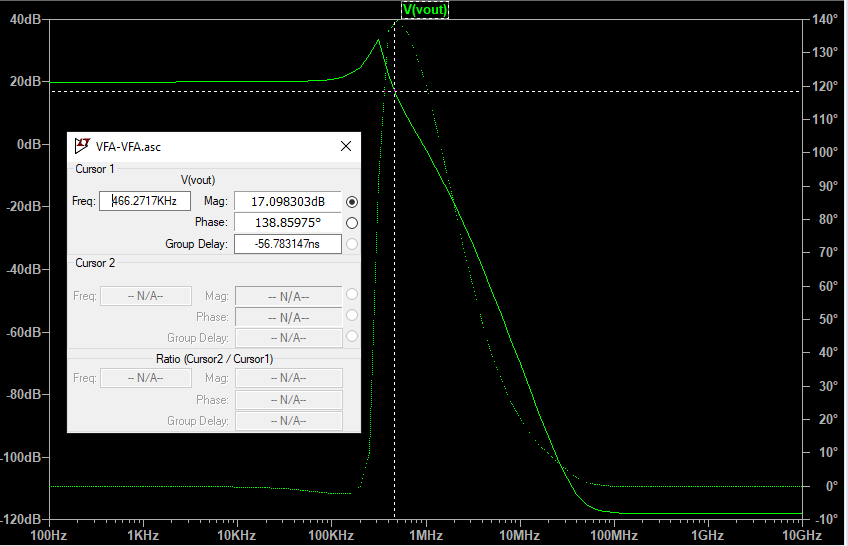 V(vout)
40dB
20dB
0dB
-20dB
-40dB
-60dB
-80dB
-100dB
-120dB
140°
130°
120°
110°
100°
90°
80°
70°
60°
50°
40°
30°
20°
10°
0°
-10°
100Hz 1KHz 10KHz 100KHz 1MHz 10MHz 100MHz 1GHz 10GHz
VFA-VFA.asc
Cursor 1
V(vout)
Freq: 466.2717KHz Mag: 17.098303dB
Phase: 138.85975°
Group Delay: -56.783147ns
Cursor 2
Freq: -- N/A-- Mag: -- N/A--
Phase: -- N/A--
Group Delay: -- N/A--
Ratio (Cursor2 / Cursor1)
Freq: -- N/A-- Mag: -- N/A--
Phase: -- N/A--
Group Delay: -- N/A--